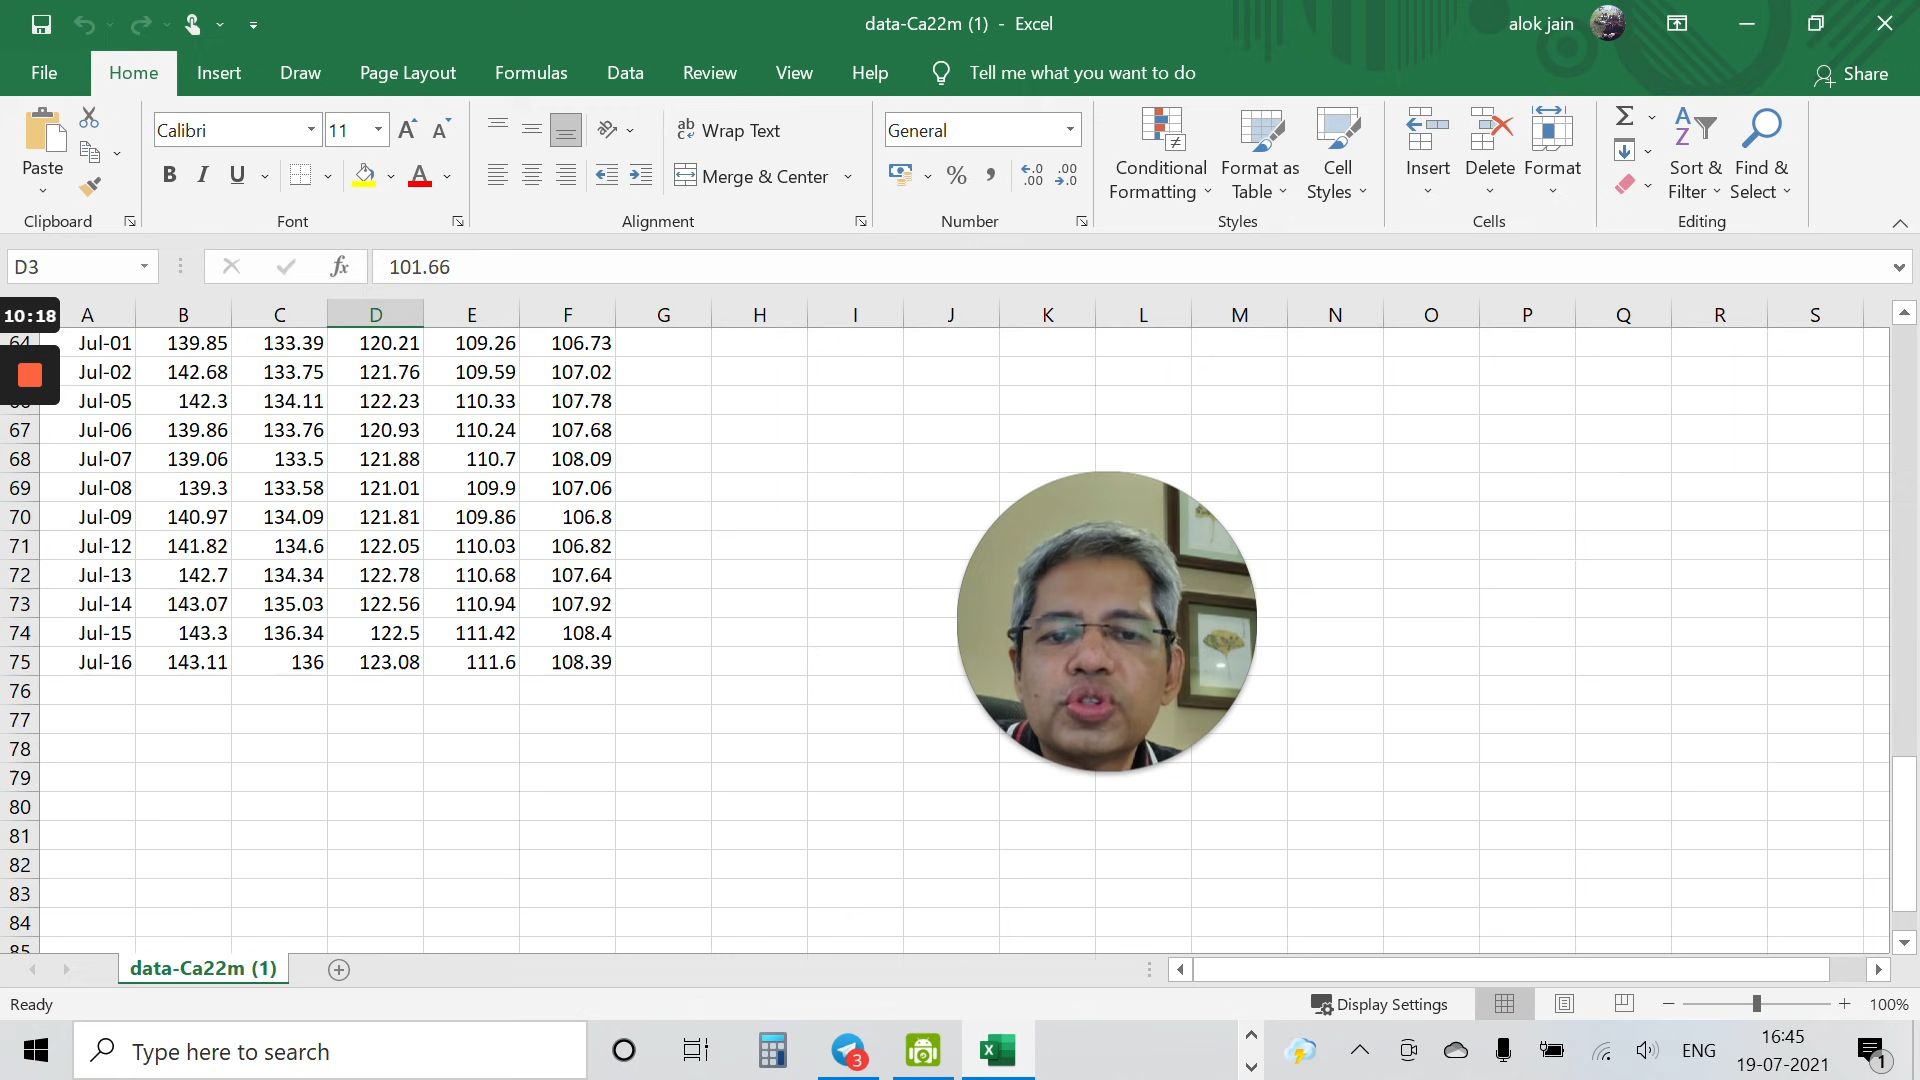 data-Ca22m (1) - Excel
alok jain
File Home Insert Draw Page Layout Formulas Data Review View Help Tell me what you want to do Share
Paste
Clipboard
Calibri 11
B I U A
Font
Wrap Text
Merge & Center
Alignment
General
Number
Conditional Formatting
Format as Table
Cell Styles
Styles
Insert Delete Format
Cells
Sort & Filter
Find & Select
Editing
D3 fx 101.66
10:18
A B C D E F G H I J K L M N O P Q R S
64 Jul-01 139.85 133.39 120.21 109.26 106.73
Jul-02 142.68 133.75 121.76 109.59 107.02
Jul-05 142.3 134.11 122.23 110.33 107.78
67 Jul-06 139.86 133.76 120.93 110.24 107.68
68 Jul-07 139.06 133.5 121.88 110.7 108.09
69 Jul-08 139.3 133.58 121.01 109.9 107.06
70 Jul-09 140.97 134.09 121.81 109.86 106.8
71 Jul-12 141.82 134.6 122.05 110.03 106.82
72 Jul-13 142.7 134.34 122.78 110.68 107.64
73 Jul-14 143.07 135.03 122.56 110.94 107.92
74 Jul-15 143.3 136.34 122.5 111.42 108.4
75 Jul-16 143.11 136 123.08 111.6 108.39
76
77
78
79
80
81
82
83
84
85
data-Ca22m (1)
Ready
Display Settings
100%
Type here to search
3
ENG
16:45
19-07-2021
1